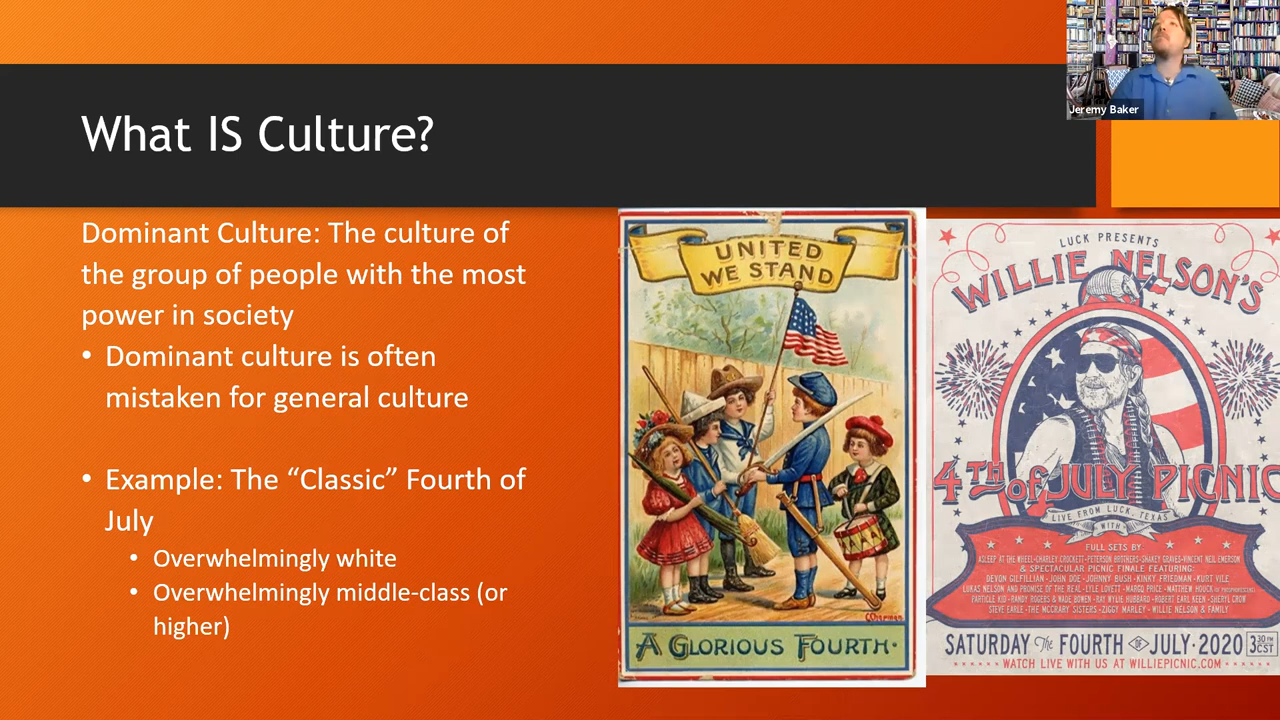 Jeremy Baker
What IS Culture?
Dominant Culture: The culture of
the group of people with the most
power in society
• Dominant culture is often
mistaken for general culture
• Example: The “Classic” Fourth of
July
• Overwhelmingly white
• Overwhelmingly middle-class (or
higher)
UNITED
WE STAND
A GLORIOUS FOURTH·
LUCK PRESENTS
WILLIE NELSON'S
4TH of JULY PICNIC
LIVE FROM LUCK, TEXAS
WITH
FULL SETS BY
ASLEEP AT THE WHEEL·CHARLEY CROCKETT·PETERSON BROTHERS·SHAKEY GRAVES·VINCENT NEIL EMERSON
& SPECTACULAR PICNIC FINALE FEATURING:
DEVON GILFILLIAN·JOHN DOE·JOHNNY BUSH·KINKY FRIEDMAN·KURT VILE
LUKAS NELSON AND PROMISE OF THE REAL·LYLE LOVETT·MARGO PRICE·MATTHEW HOUCK
PARTICLE KID·RANDY ROGERS & WADE BOWEN·RAY WYLIE HUBBARD·ROBERT EARL KEEN·SHERYL CROW
STEVE EARLE·THE MCCRARY SISTERS·ZIGGY MARLEY·WILLIE NELSON & FAMILY
SATURDAY The FOURTH OF JULY·2020 3:30 PM CST
WATCH LIVE WITH US AT WILLIEPICNIC.COM